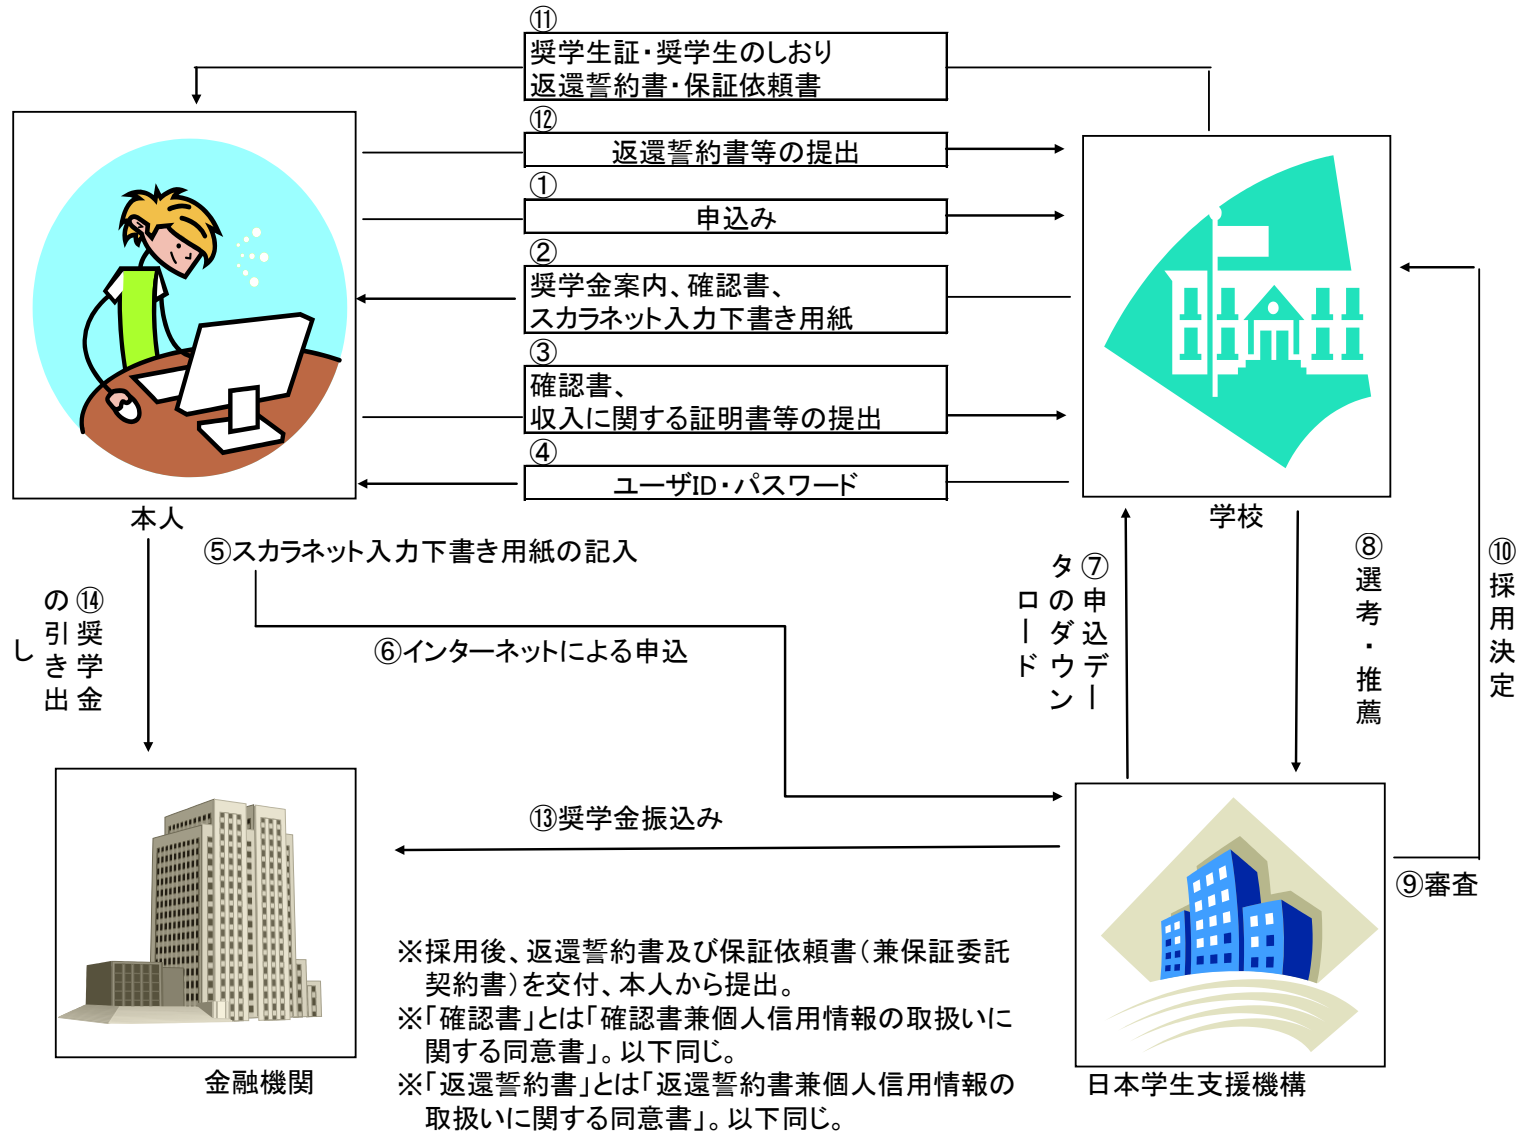 ⑪
奨学生証・奨学生のしおり
返還誓約書・保証依頼書
⑫
返還誓約書等の提出
①
申込み
②
奨学金案内、確認書、
スカラネット入力下書き用紙
③
確認書、
収入に関する証明書等の提出
④
ユーザID・パスワード
本人
学校
⑤スカラネット入力下書き用紙の記入
⑥インターネットによる申込
⑦申込デー
タのダウン
ロード
⑧選考・推薦
⑩採用決定
⑭奨学金
の引き出
し
⑬奨学金振込み
⑨審査
金融機関
日本学生支援機構
※採用後、返還誓約書及び保証依頼書（兼保証委託
契約書）を交付、本人から提出。
※「確認書」とは「確認書兼個人信用情報の取扱いに
関する同意書」。以下同じ。
※「返還誓約書」とは「返還誓約書兼個人信用情報の
取扱いに関する同意書」。以下同じ。